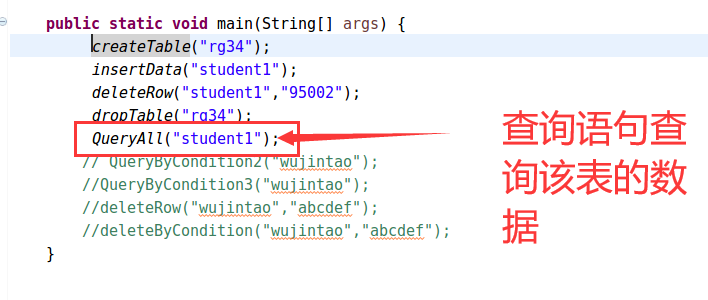 public static void main(String[] args) {
createTable("rg34");
insertData("student1");
deleteRow("student1","95002");
dropTable("rg34");
QueryAll("student1");
// QueryByCondition2("wujintao");
//QueryByCondition3("wujintao");
//deleteRow("wujintao","abcdef");
//deleteByCondition("wujintao","abcdef");
}
查询语句查
询该表的数
据